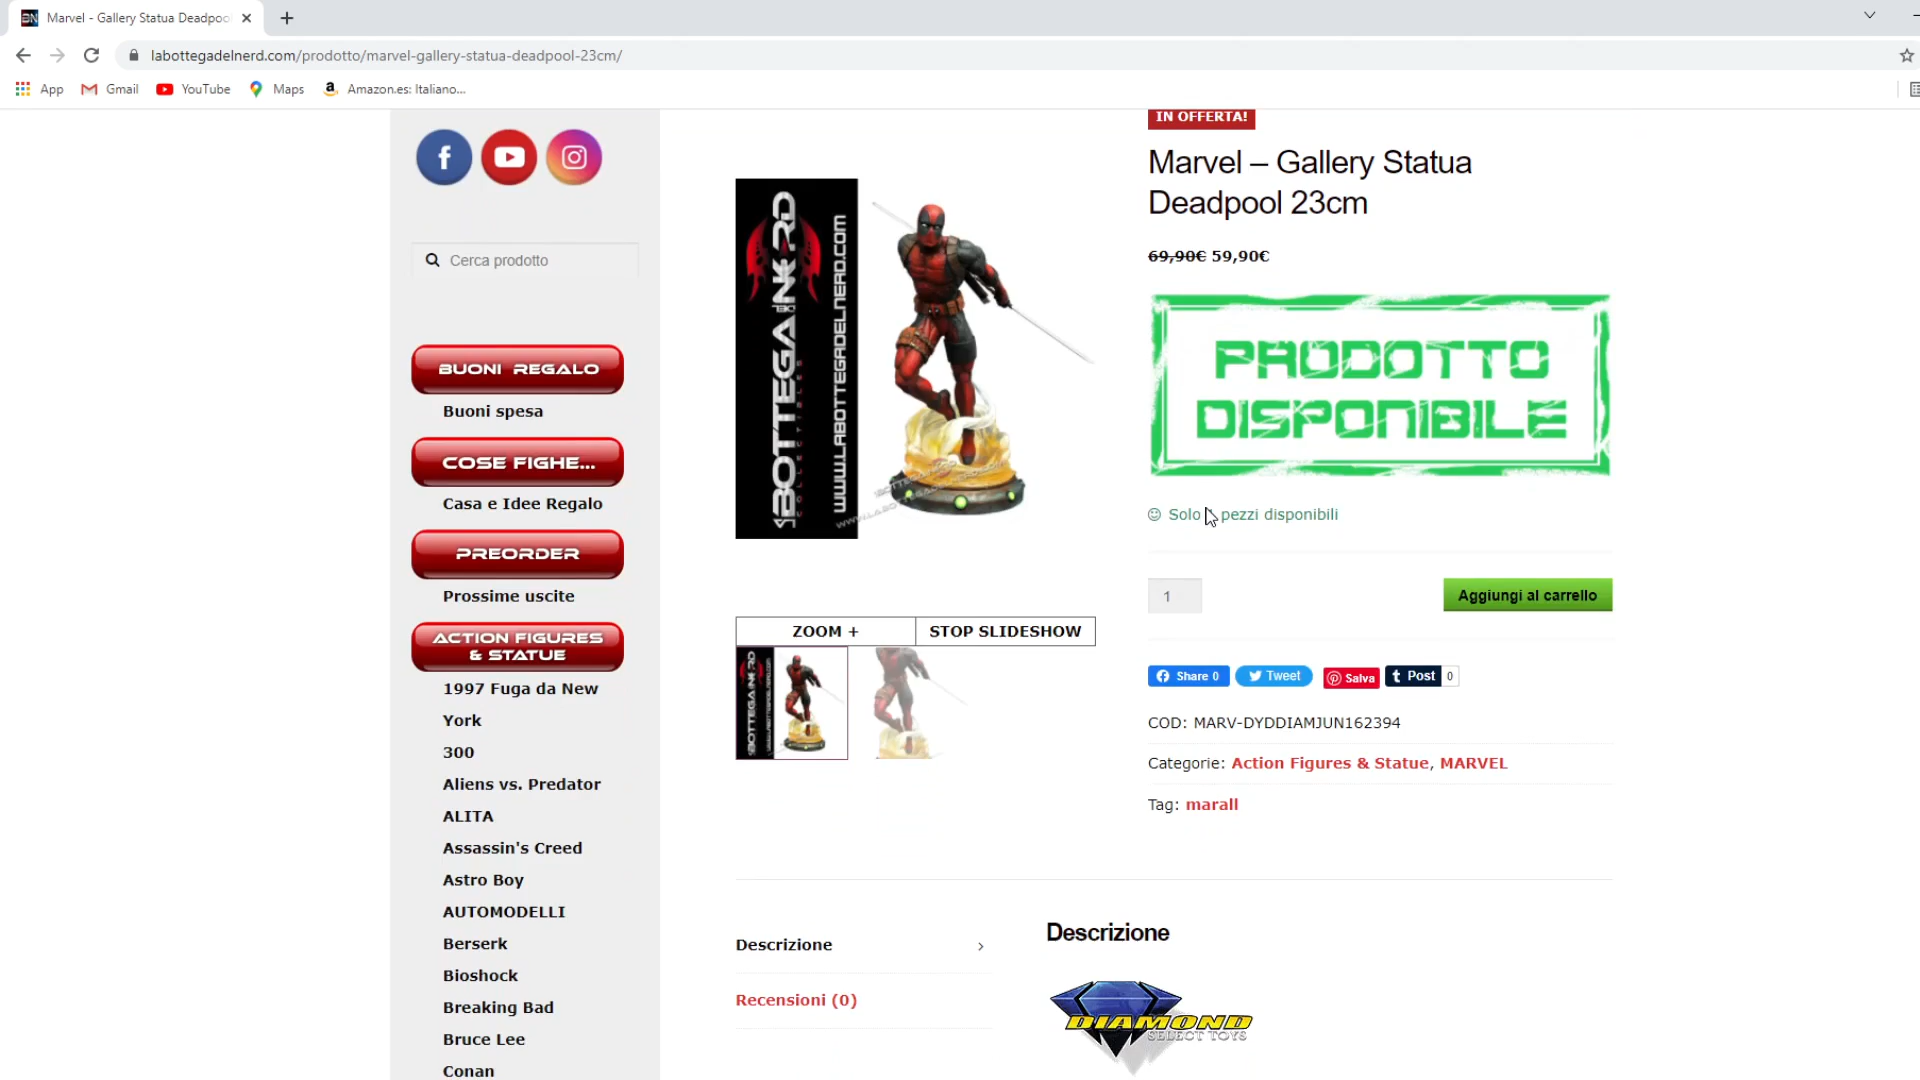 Marvel - Gallery Statua Deadpool
labottegadelnerd.com/prodotto/marvel-gallery-statua-deadpool-23cm/
App
Gmail
YouTube
Maps
Amazon.es: Italiano...
Cerca prodotto
BUONI REGALO
Buoni spesa
COSE FIGHE...
Casa e Idee Regalo
PREORDER
Prossime uscite
ACTION FIGURES
& STATUE
1997 Fuga da New
York
300
Aliens vs. Predator
ALITA
Assassin's Creed
Astro Boy
AUTOMODELLI
Berserk
Bioshock
Breaking Bad
Bruce Lee
Conan
WWW.LABOTTEGADELNERD.COM
ZOOM +
STOP SLIDESHOW
IN OFFERTA!
Marvel – Gallery Statua
Deadpool 23cm
69,90€ 59,90€
PRODOTTO
DISPONIBILE
Solo pezzi disponibili
1
Aggiungi al carrello
Share 0
Tweet
Salva
Post
0
COD: MARV-DYDDIAMJUN162394
Categorie: Action Figures & Statue, MARVEL
Tag: marall
Descrizione
Recensioni (0)
Descrizione
DIAMOND
SELECT TOYS